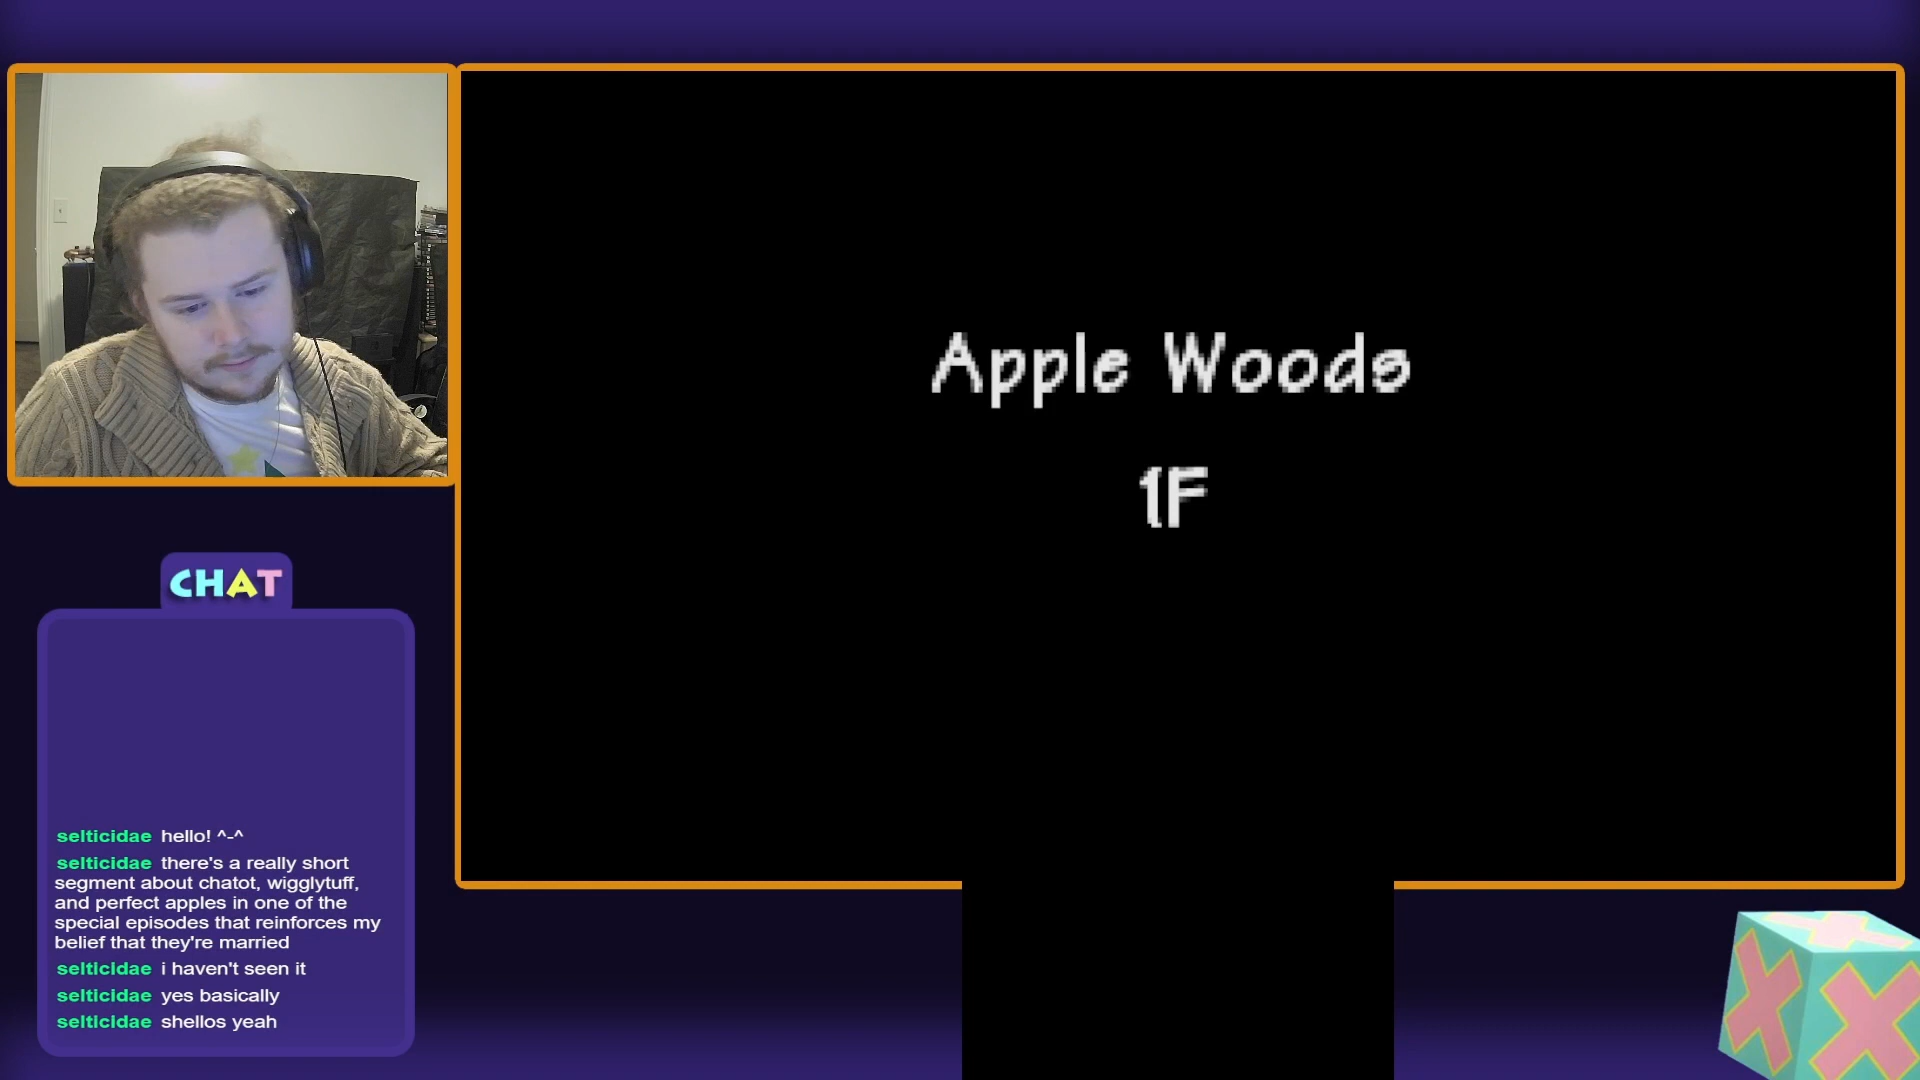 Apple Woods
1F
CHAT
selticidae hello! ^-^
selticidae there's a really short
segment about chatot, wigglytuff,
and perfect apples in one of the
special episodes that reinforces my
belief that they're married
selticidae i haven't seen it
selticidae yes basically
selticidae shellos yeah